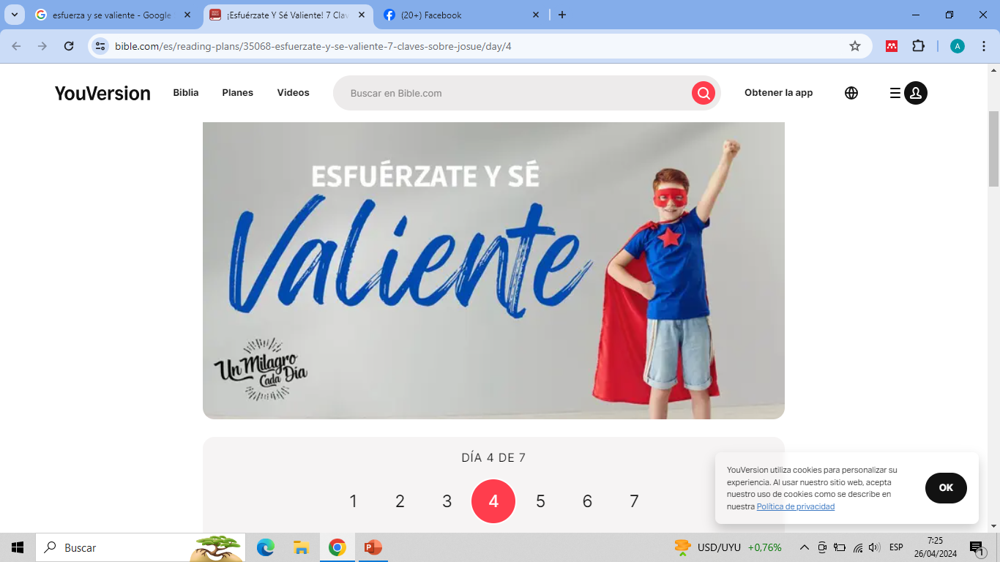 esfuerza y se valiente - Google
¡Esfuérzate Y Sé Valiente! 7 Clav
(20+) Facebook
bible.com/es/reading-plans/35068-esfuerzate-y-se-valiente-7-claves-sobre-josue/day/4
A
YouVersion
Biblia
Planes
Videos
Buscar en Bible.com
Obtener la app
ESFUÉRZATE Y SÉ
Valiente
Un Milagro
Cada Día
DÍA 4 DE 7
1 2 3 4 5 6 7
YouVersion utiliza cookies para personalizar su
experiencia. Al usar nuestro sitio web, acepta
nuestro uso de cookies como se describe en
nuestra Política de privacidad
OK
Buscar
USD/UYU +0,76%
ESP
7:25
26/04/2024
1